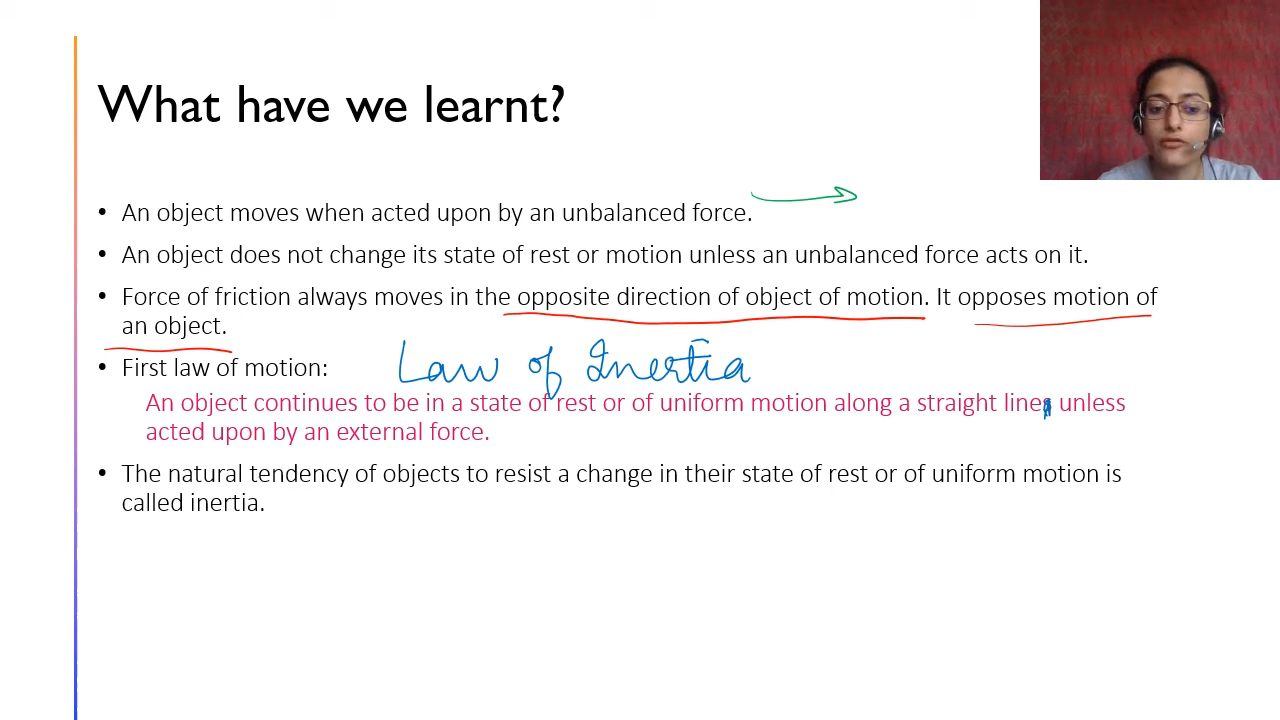 What have we learnt?
• An object moves when acted upon by an unbalanced force.
• An object does not change its state of rest or motion unless an unbalanced force acts on it.
• Force of friction always moves in the opposite direction of object of motion. It opposes motion of
an object.
• First law of motion: Law of Inertia
An object continues to be in a state of rest or of uniform motion along a straight line, unless
acted upon by an external force.
• The natural tendency of objects to resist a change in their state of rest or of uniform motion is
called inertia.